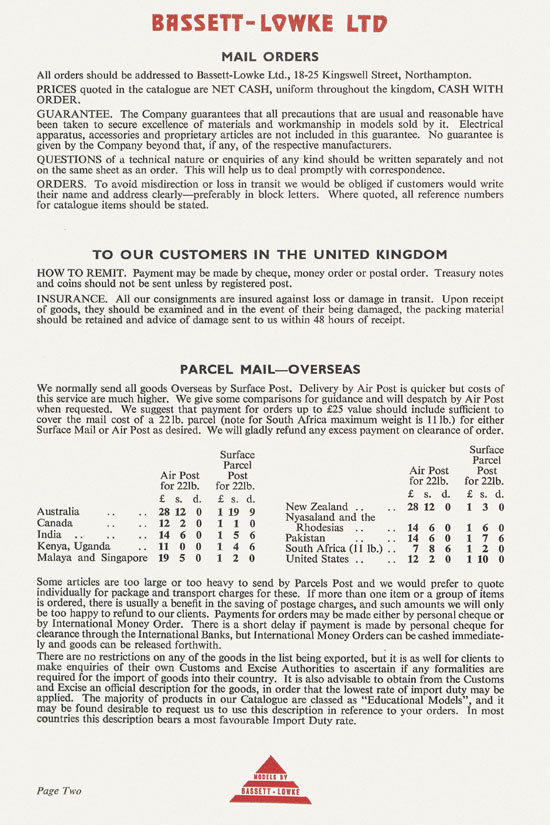 BASSETT-LOWKE LTD
MAIL ORDERS
All orders should be addressed to Bassett-Lowke Ltd., 18-25 Kingswell Street, Northampton.
PRICES quoted in the catalogue are NET CASH, uniform throughout the kingdom, CASH WITH
ORDER.
GUARANTEE. The Company guarantees that all precautions that are usual and reasonable have
been taken to secure excellence of materials and workmanship in models sold by it. Electrical
apparatus, accessories and proprietary articles are not included in this guarantee. No guarantee is
given by the Company beyond that, if any, of the respective manufacturers.
QUESTIONS of a technical nature or enquiries of any kind should be written separately and not
on the same sheet as an order. This will help us to deal promptly with correspondence.
ORDERS. To avoid misdirection or loss in transit we would be obliged if customers would write
their name and address clearly—preferably in block letters. Where quoted, all reference numbers
for catalogue items should be stated.
TO OUR CUSTOMERS IN THE UNITED KINGDOM
HOW TO REMIT. Payment may be made by cheque, money order or postal order. Treasury notes
and coins should not be sent unless by registered post.
INSURANCE. All our consignments are insured against loss or damage in transit. Upon receipt
of goods, they should be examined and in the event of their being damaged, the packing material
should be retained and advice of damage sent to us within 48 hours of receipt.
PARCEL MAIL—OVERSEAS
We normally send all goods Overseas by Surface Post. Delivery by Air Post is quicker but costs of
this service are much higher. We give some comparisons for guidance and will despatch by Air Post
when requested. We suggest that payment for orders up to £25 value should include sufficient to
cover the mail cost of a 22 lb. parcel (note for South Africa maximum weight is 11 lb.) for either
Surface Mail or Air Post as desired. We will gladly refund any excess payment on clearance of order.
Surface
Parcel
Air Post Post
for 22lb. for 22lb.
£ s. d. £ s. d.
Australia .. .. 28 12 0 1 19 9
Canada .. .. 12 2 0 1 1 0
India .. .. .. 14 6 0 1 5 6
Kenya, Uganda .. 11 0 0 1 4 6
Malaya and Singapore 19 5 0 1 2 0
Surface
Parcel
Air Post Post
for 22lb. for 22lb.
£ s. d. £ s. d.
New Zealand .. .. 28 12 0 1 3 0
Nyasaland and the
Rhodesias .. .. 14 6 0 1 6 0
Pakistan .. .. 14 6 0 1 7 6
South Africa (11 lb.) .. 7 8 6 1 2 0
United States .. .. 12 2 0 1 10 0
Some articles are too large or too heavy to send by Parcels Post and we would prefer to quote
individually for package and transport charges for these. If more than one item or a group of items
is ordered, there is usually a benefit in the saving of postage charges, and such amounts we will only
be too happy to refund to our clients. Payments for orders may be made either by personal cheque or
by International Money Order. There is a short delay if payment is made by personal cheque for
clearance through the International Banks, but International Money Orders can be cashed immediate-
ly and goods can be released forthwith.
There are no restrictions on any of the goods in the list being exported, but it is as well for clients to
make enquiries of their own Customs and Excise Authorities to ascertain if any formalities are
required for the import of goods into their country. It is also advisable to obtain from the Customs
and Excise an official description for the goods, in order that the lowest rate of import duty may be
applied. The majority of products in our Catalogue are classed as "Educational Models", and it
may be found desirable to request us to use this description in reference to your orders. In most
countries this description bears a most favourable Import Duty rate.
MODELS BY
BASSETT-LOWKE
Page Two